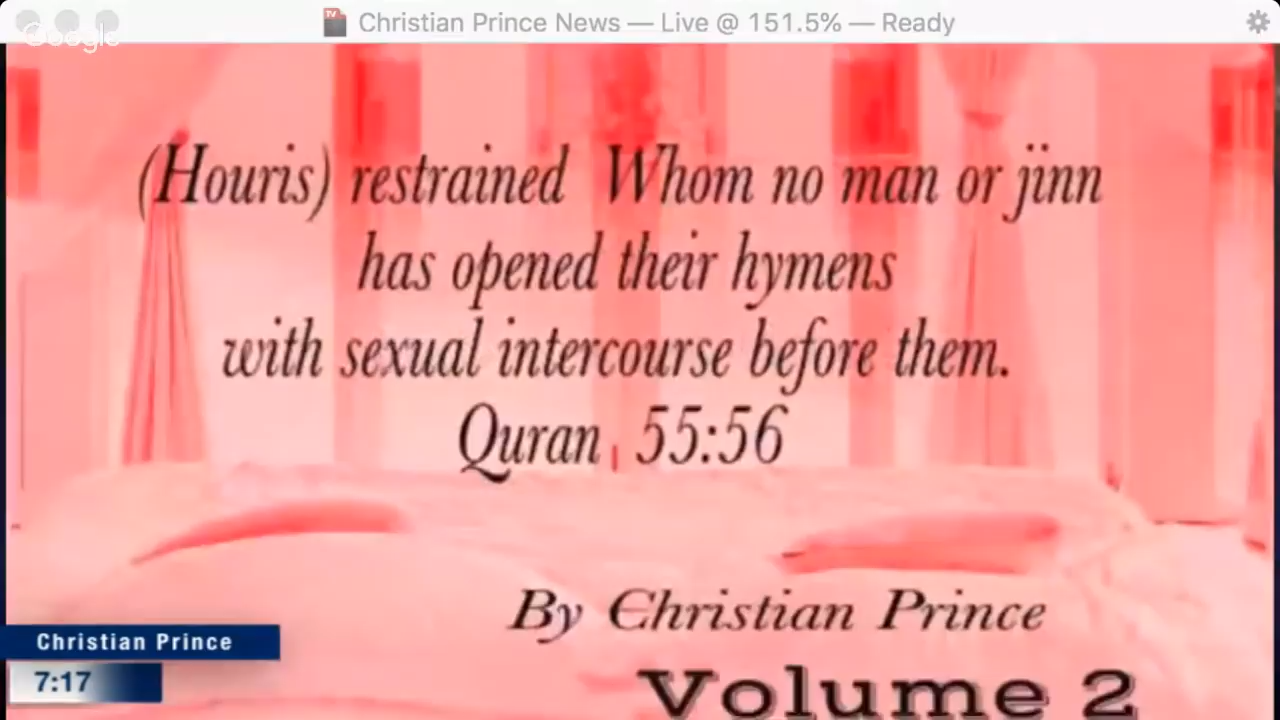 Christian Prince News — Live @ 151.5% — Ready
Google
(Houris) restrained Whom no man or jinn
has opened their hymens
with sexual intercourse before them.
Quran 55:56
By Christian Prince
Volume 2
Christian Prince
7:17